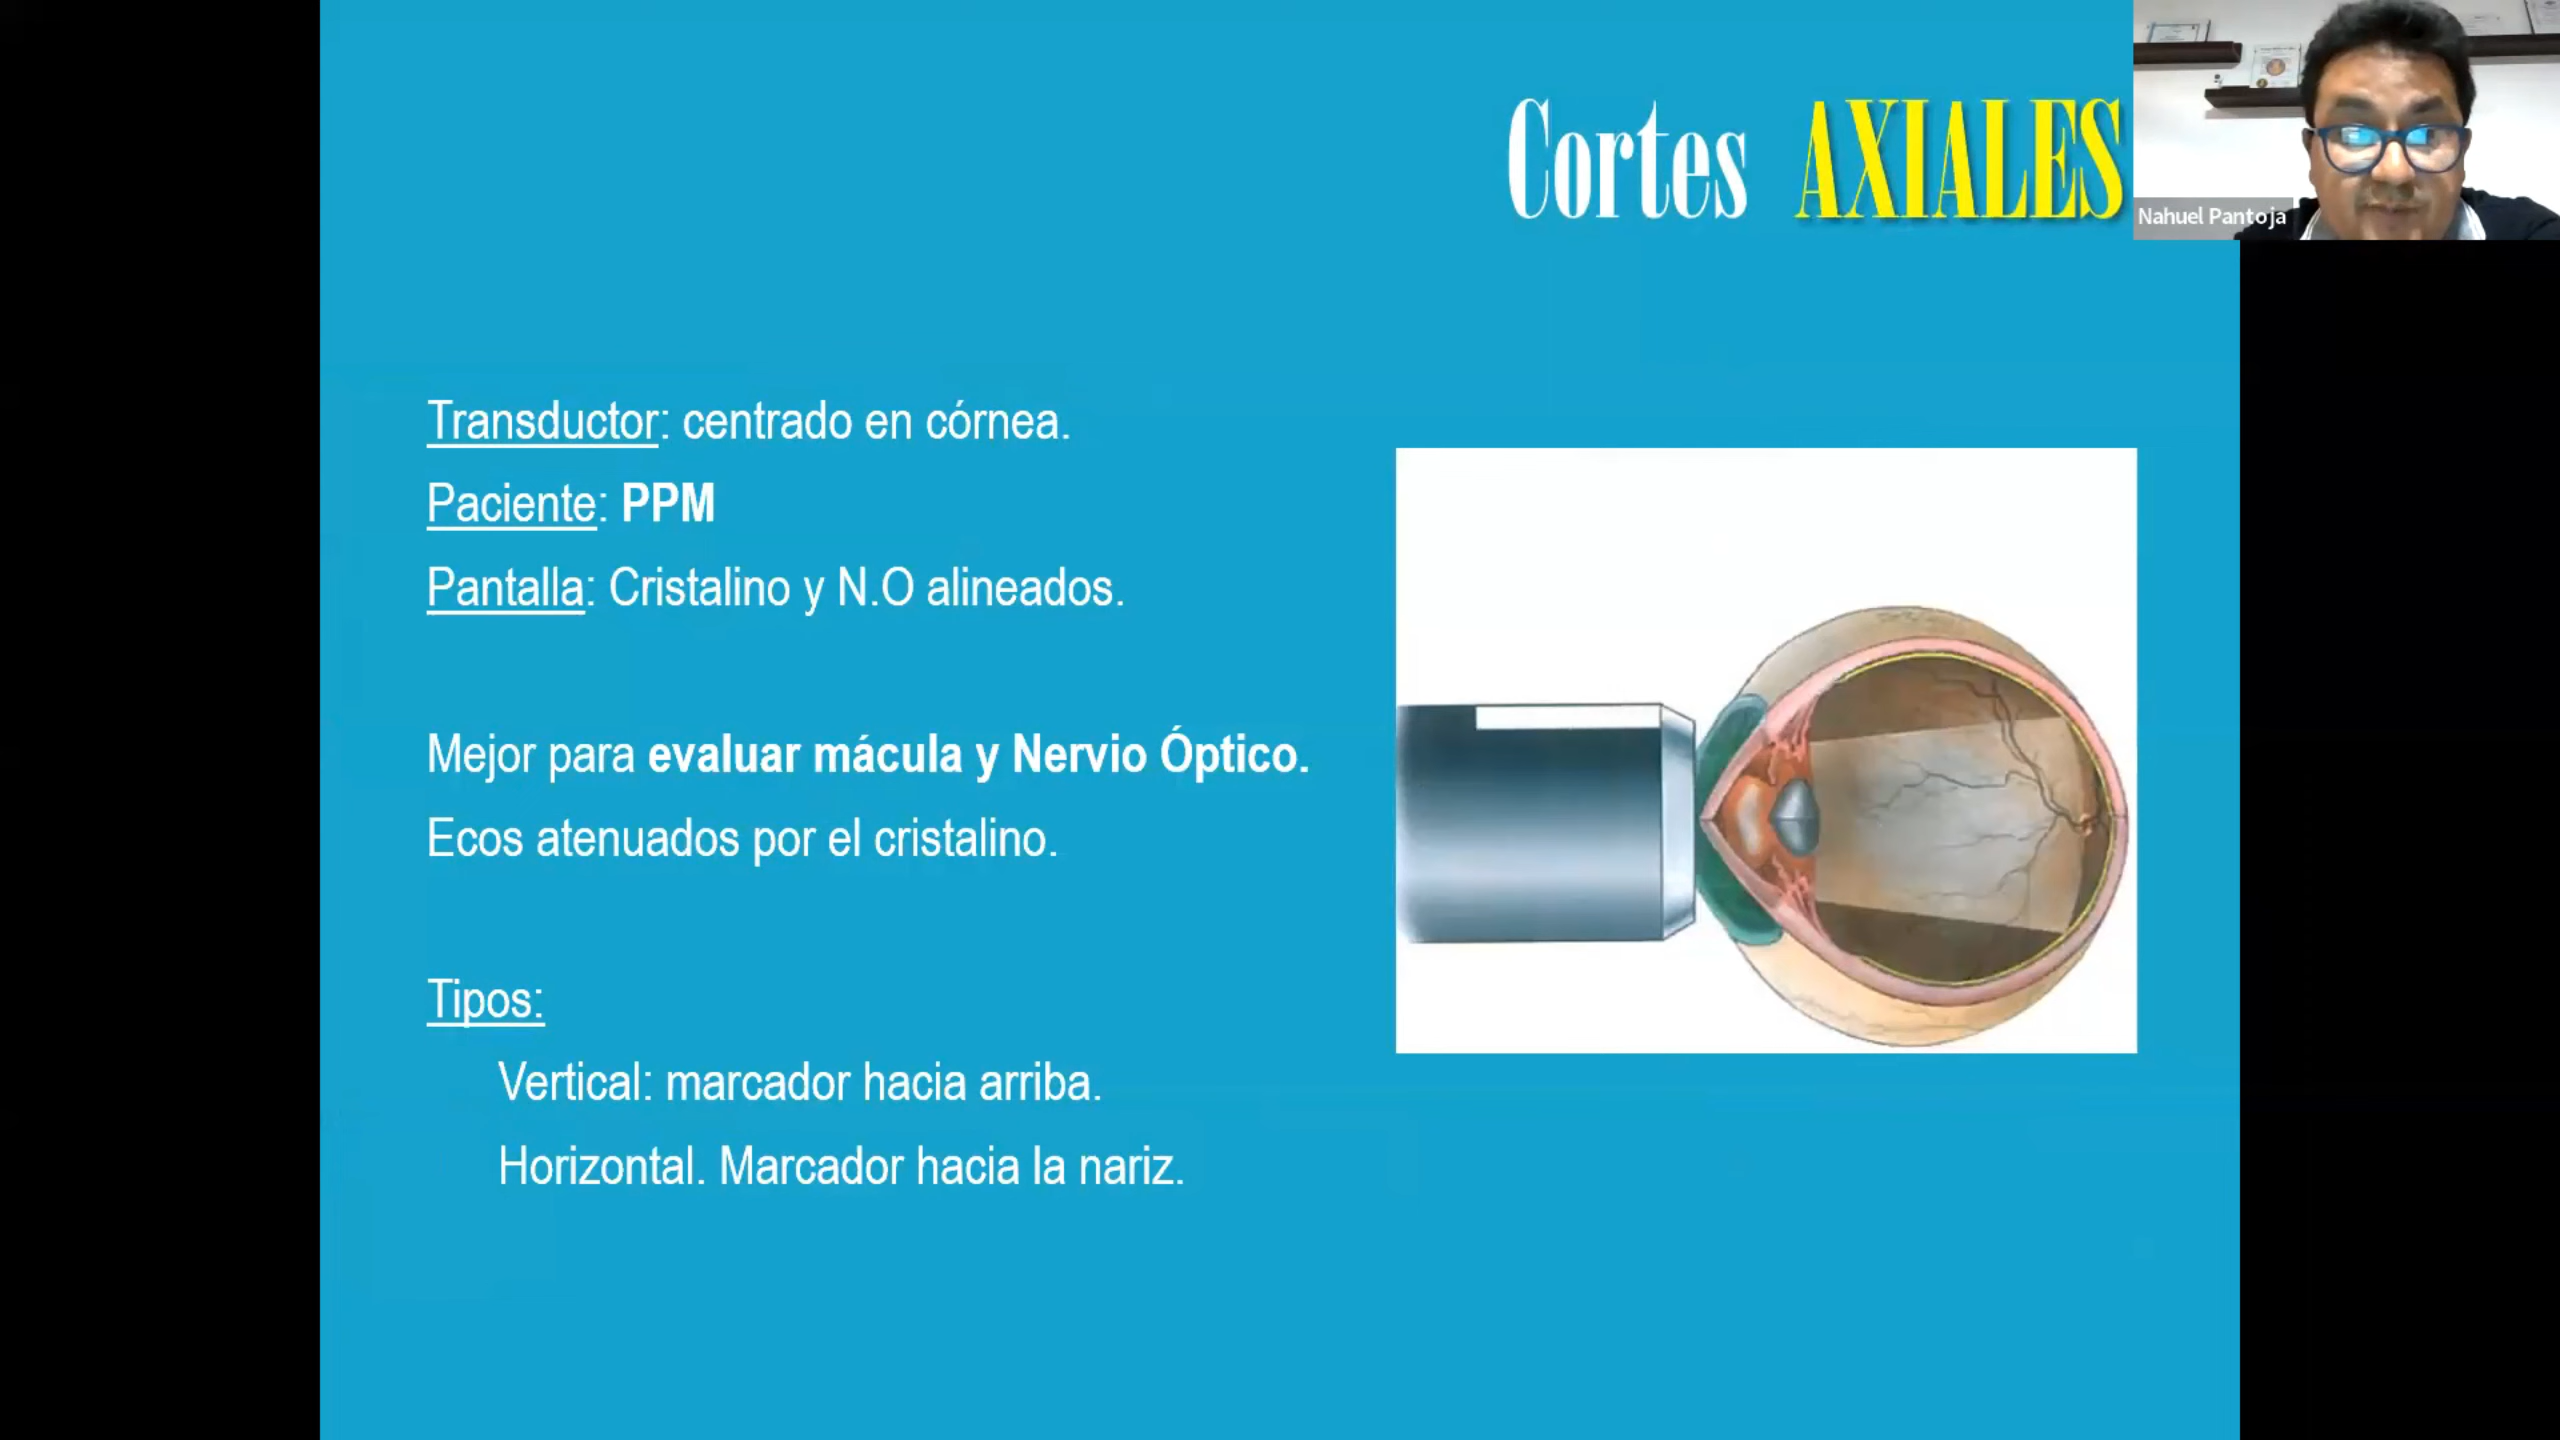 Cortes AXIALES
Nahuel Pantoja
Transductor: centrado en córnea.
Paciente: PPM
Pantalla: Cristalino y N.O alineados.
Mejor para evaluar mácula y Nervio Óptico.
Ecos atenuados por el cristalino.
Tipos:
Vertical: marcador hacia arriba.
Horizontal. Marcador hacia la nariz.